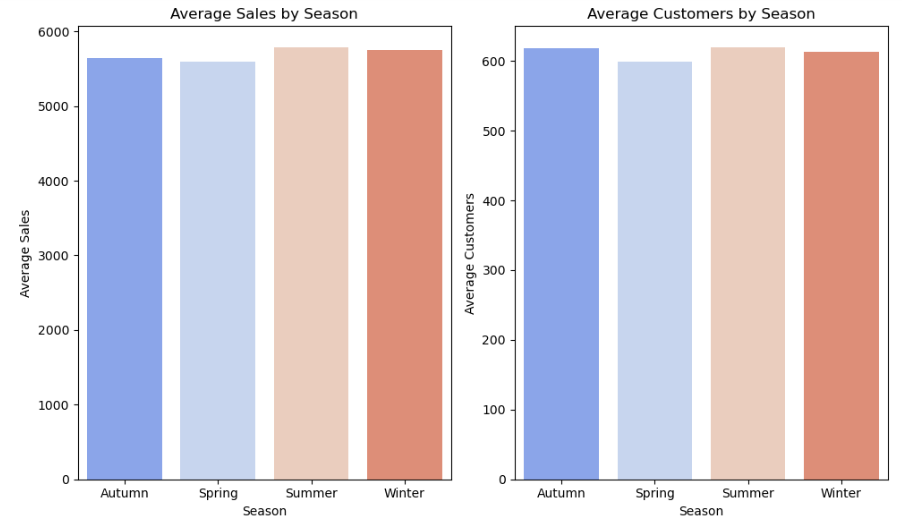 Average Sales by Season
6000
5000
4000
3000
2000
1000
0
Average Sales
Autumn Spring Summer Winter
Season
Average Customers by Season
600
500
400
300
200
100
0
Average Customers
Autumn Spring Summer Winter
Season